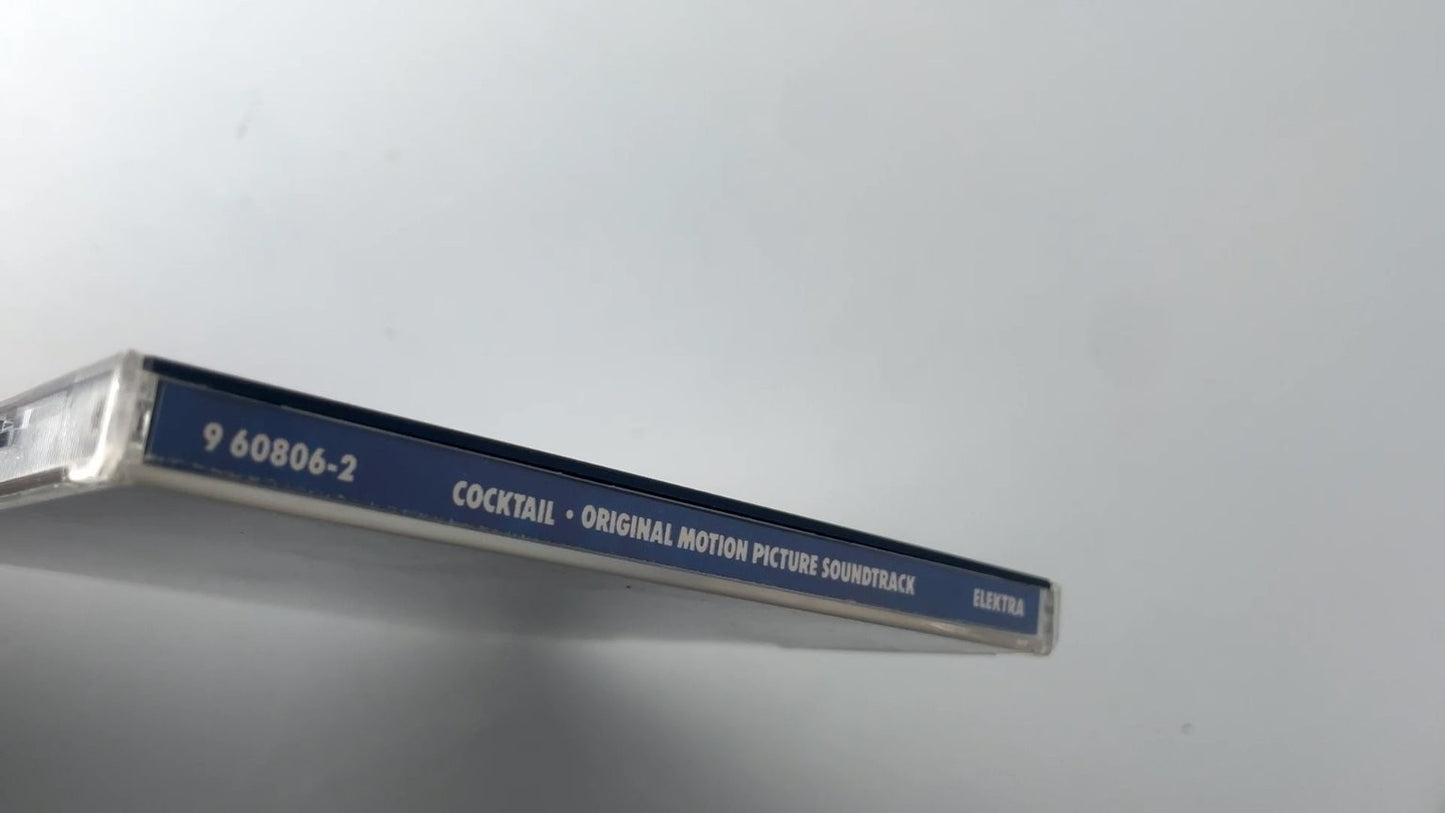 9 60806-2 COCKTAIL • ORIGINAL MOTION PICTURE SOUNDTRACK ELEKTRA